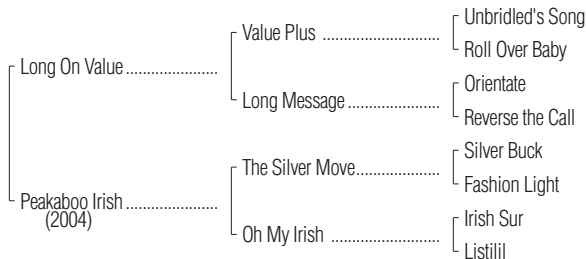 Unbridled's Song
Value Plus ......................
Roll Over Baby
Long On Value ......................
Orientate
Long Message ......................
Reverse the Call
Silver Buck
The Silver Move ......................
Fashion Light
Peakaboo Irish ......................
(2004)
Irish Sur
Oh My Irish ......................
Listilil